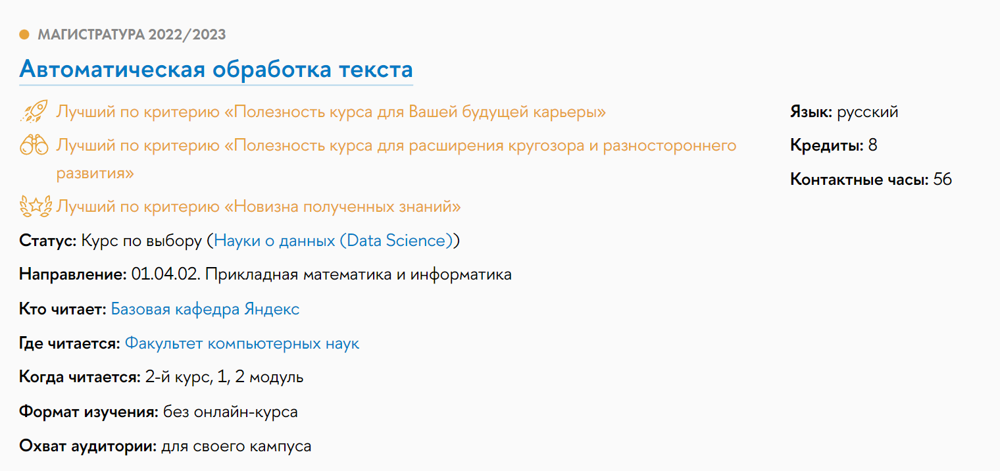 МАГИСТРАТУРА 2022/2023
Автоматическая обработка текста
Лучший по критерию «Полезность курса для Вашей будущей карьеры»
Лучший по критерию «Полезность курса для расширения кругозора и разностороннего
развития»
Лучший по критерию «Новизна полученных знаний»
Статус: Курс по выбору (Науки о данных (Data Science))
Направление: 01.04.02. Прикладная математика и информатика
Кто читает: Базовая кафедра Яндекс
Где читается: Факультет компьютерных наук
Когда читается: 2-й курс, 1, 2 модуль
Формат изучения: без онлайн-курса
Охват аудитории: для своего кампуса
Язык: русский
Кредиты: 8
Контактные часы: 56